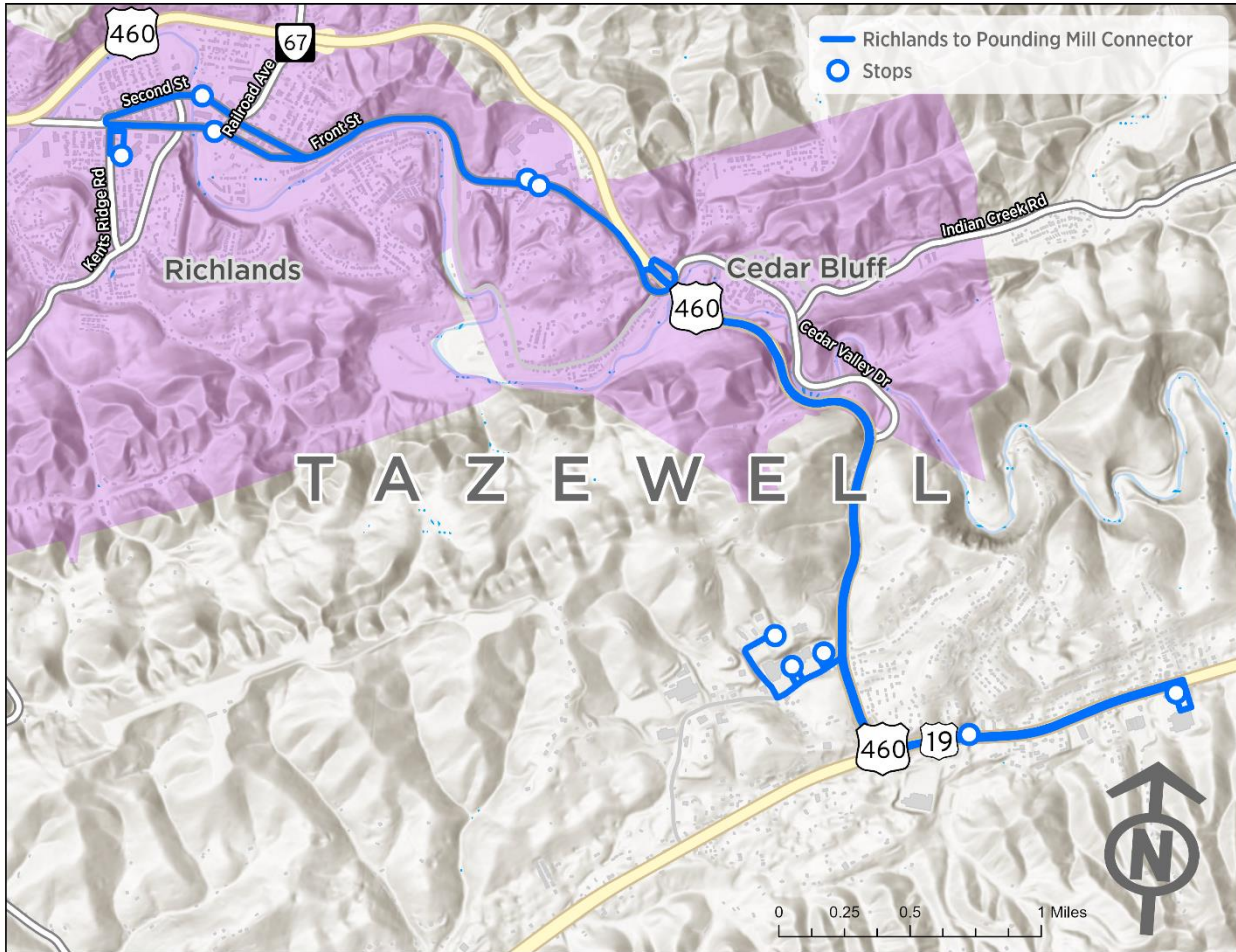 460
67
Richlands to Pounding Mill Connector
Stops
Second St
Railroad Ave
Front St
Kents Ridge Rd
Richlands
Indian Creek Rd
Cedar Bluff
460
Cedar Valley Dr
TAZEWELL
460
19
N
0 0.25 0.5 1 Miles